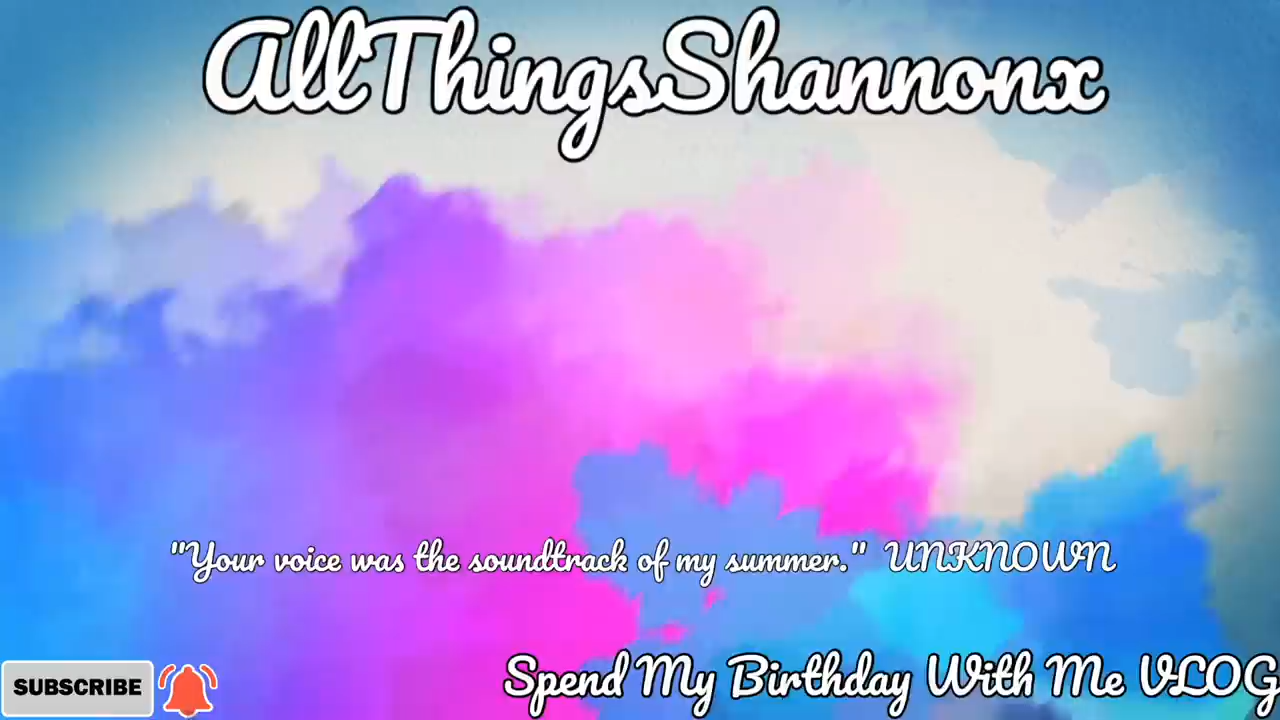 AllThingsShannonx
"Your voice was the soundtrack of my summer." UNKNOWN
Spend My Birthday With Me VLOG
SUBSCRIBE